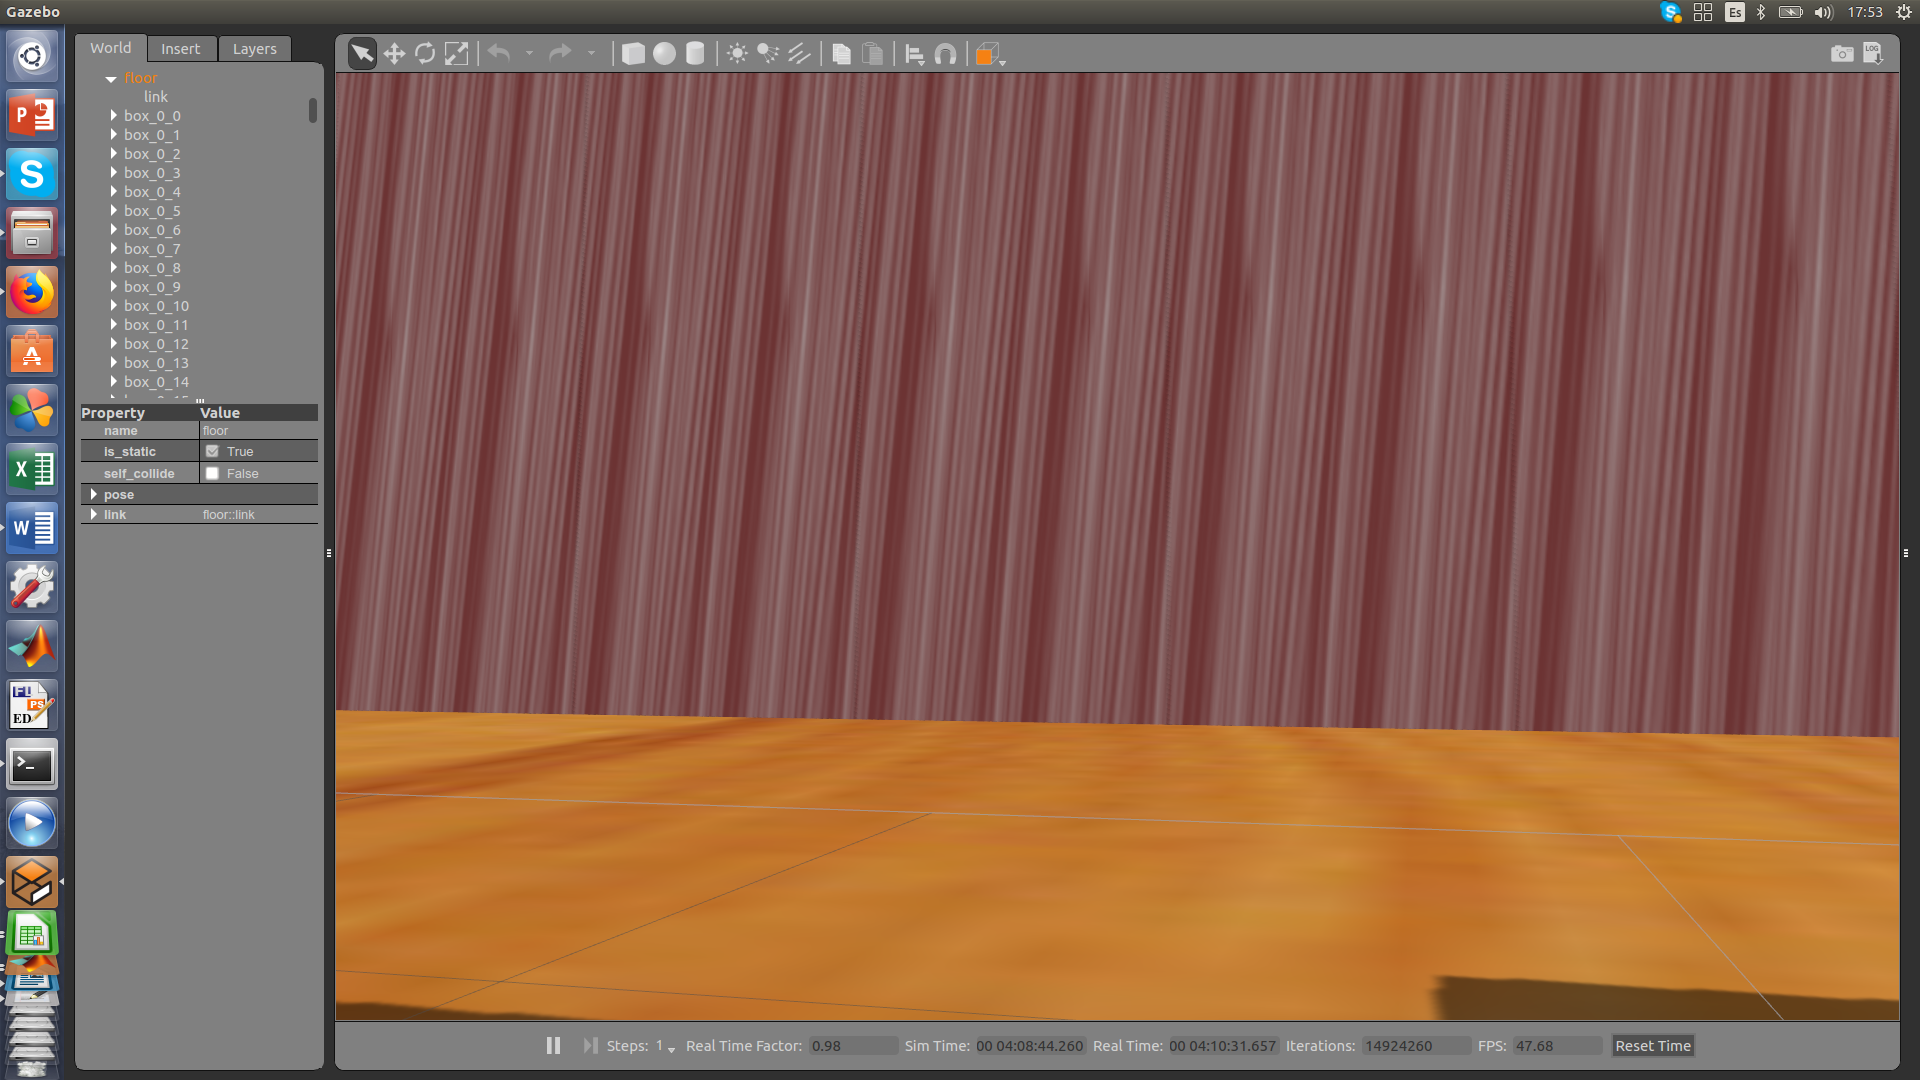 Gazebo
Es
17:53
World Insert Layers
LOG
floor
link
box_0_0
box_0_1
box_0_2
box_0_3
box_0_4
box_0_5
box_0_6
box_0_7
box_0_8
box_0_9
box_0_10
box_0_11
box_0_12
box_0_13
box_0_14
Property Value
name floor
is_static True
self_collide False
pose
link floor::link
Steps: 1 Real Time Factor: 0.98 Sim Time: 00 04:08:44.260 Real Time: 00 04:10:31.657 Iterations: 14924260 FPS: 47.68 Reset Time